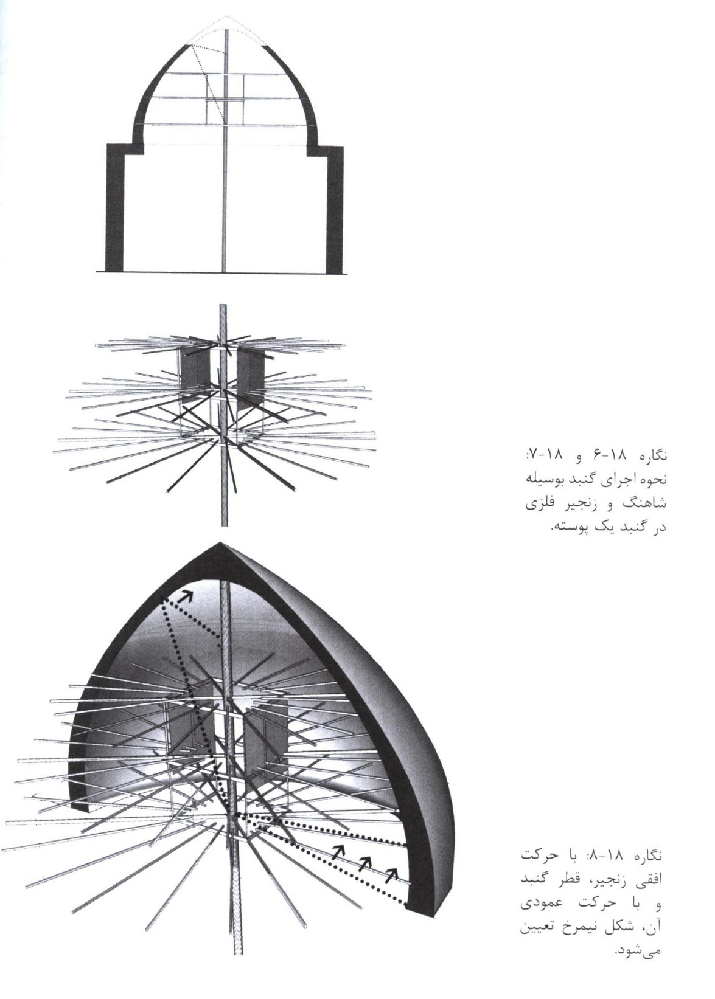 نگاره ۱۸-۶ و ۱۸-۷:
نحوه اجرای گنبد بوسیله
شاهنگ و زنجیر فلزی
در گنبد یک پوسته.
نگاره ۱۸-۸: با حرکت
افقی زنجیر، قطر گنبد
و با حرکت عمودی
آن، شکل نیمرخ تعیین
می‌شود.